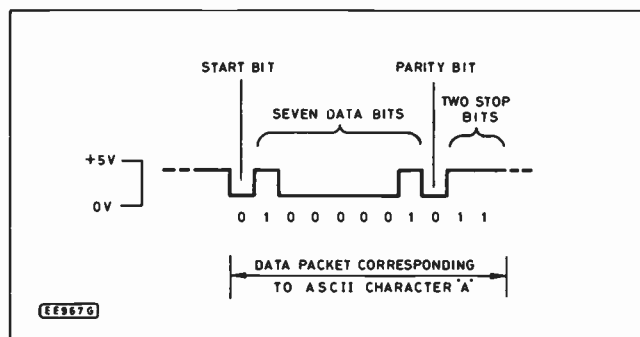 START BIT
PARITY BIT
SEVEN DATA BITS
TWO STOP
BITS
+5V
0V
0 1 0 0 0 0 0 1 0 1 1
DATA PACKET CORRESPONDING
TO ASCII CHARACTER 'A'
EE967G